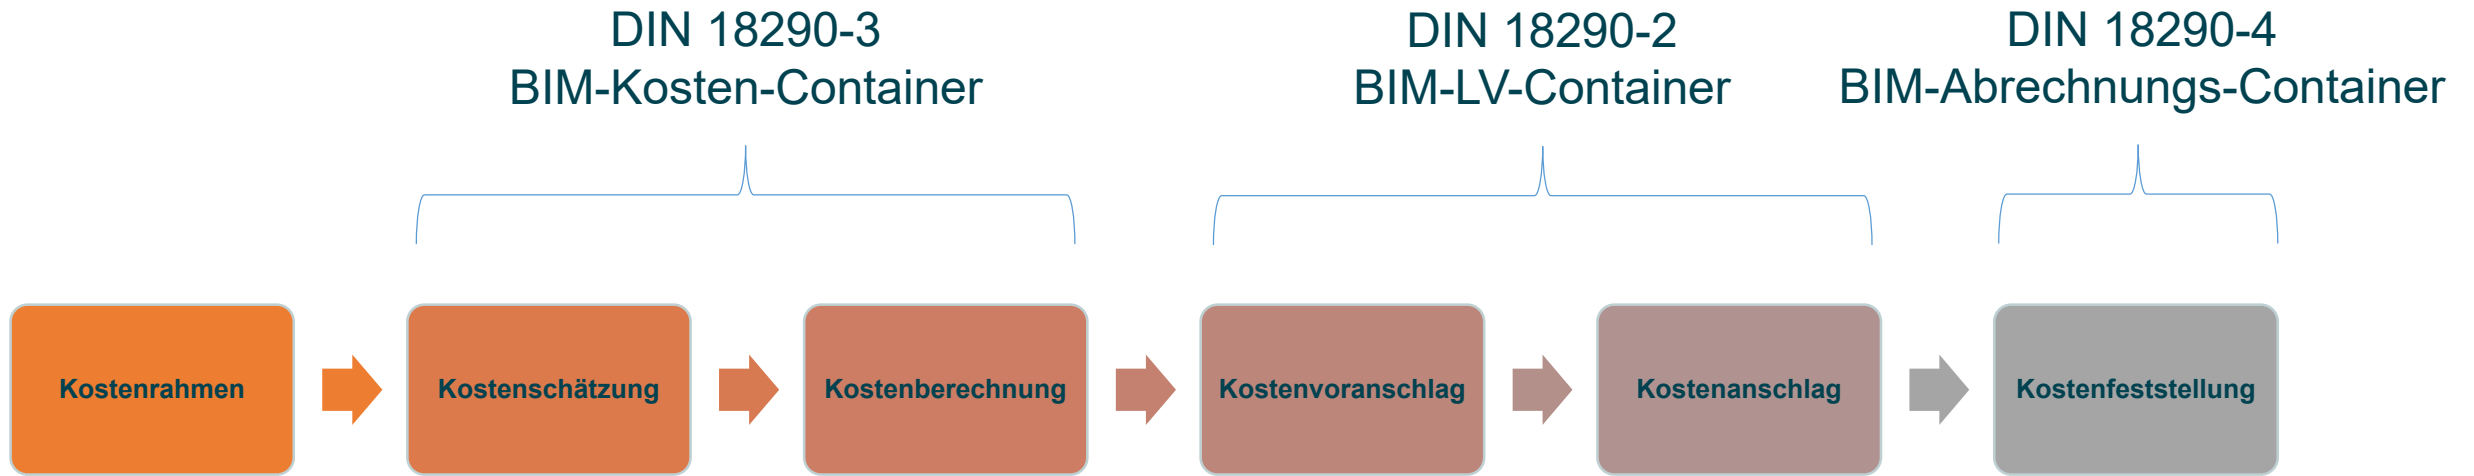 DIN 18290-3
BIM-Kosten-Container
DIN 18290-2
BIM-LV-Container
DIN 18290-4
BIM-Abrechnungs-Container
Kostenrahmen
Kostenschätzung
Kostenberechnung
Kostenvoranschlag
Kostenanschlag
Kostenfeststellung